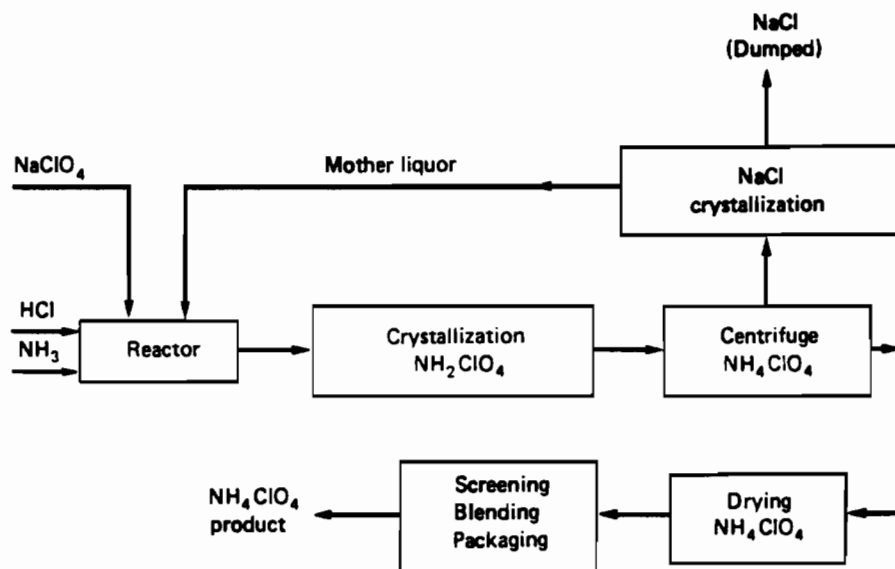 NaCl
(Dumped)
NaClO₄
Mother liquor
NaCl
crystallization
HCl
NH₃
Reactor
Crystallization
NH₂ClO₄
Centrifuge
NH₄ClO₄
NH₄ClO₄
product
Screening
Blending
Packaging
Drying
NH₄ClO₄